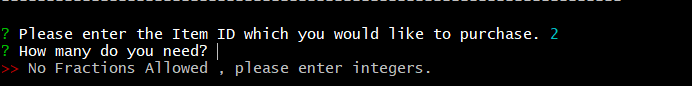 ? Please enter the Item ID which you would like to purchase. 2
? How many do you need?
>> No Fractions Allowed , please enter integers.